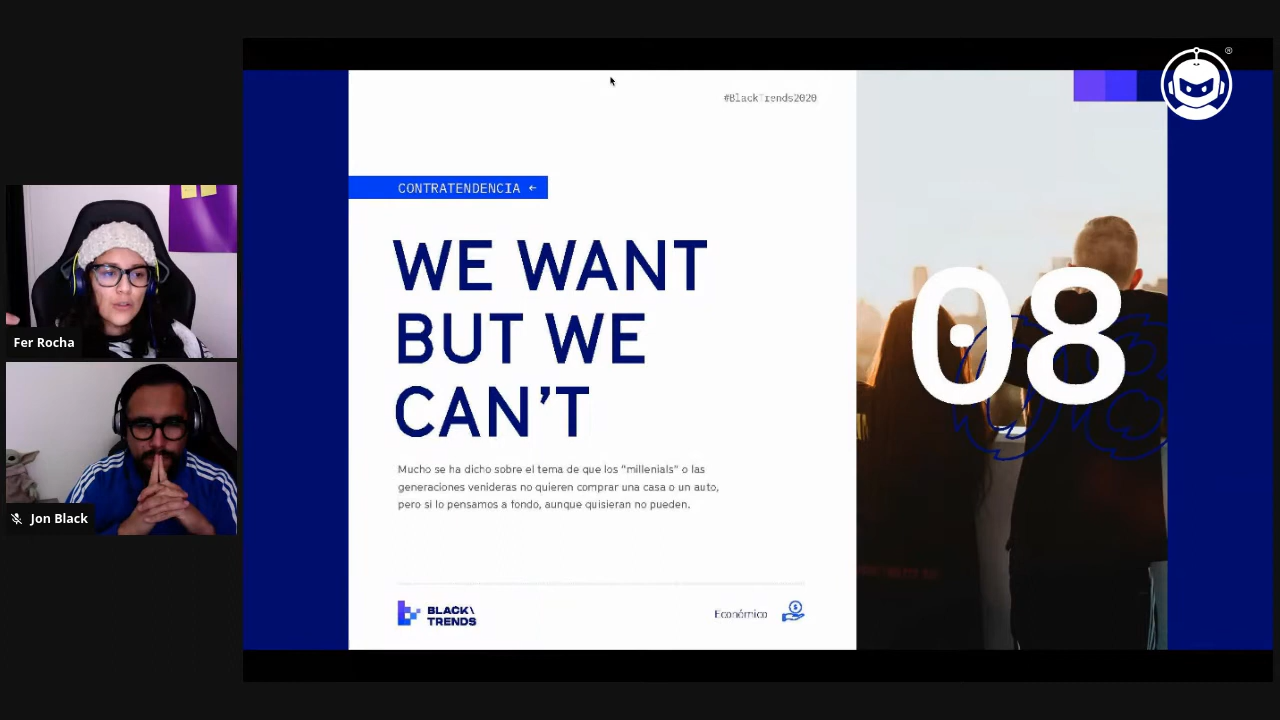 #BlackTrends2020
CONTRATENDENCIA ←
WE WANT
BUT WE
CAN’T
Mucho se ha dicho sobre el tema de que los “millenials” o las
generaciones venideras no quieren comprar una casa o un auto,
pero si lo pensamos a fondo, aunque quisieran no pueden.
BLACK\
TRENDS
Económico
08
®
Fer Rocha
Jon Black